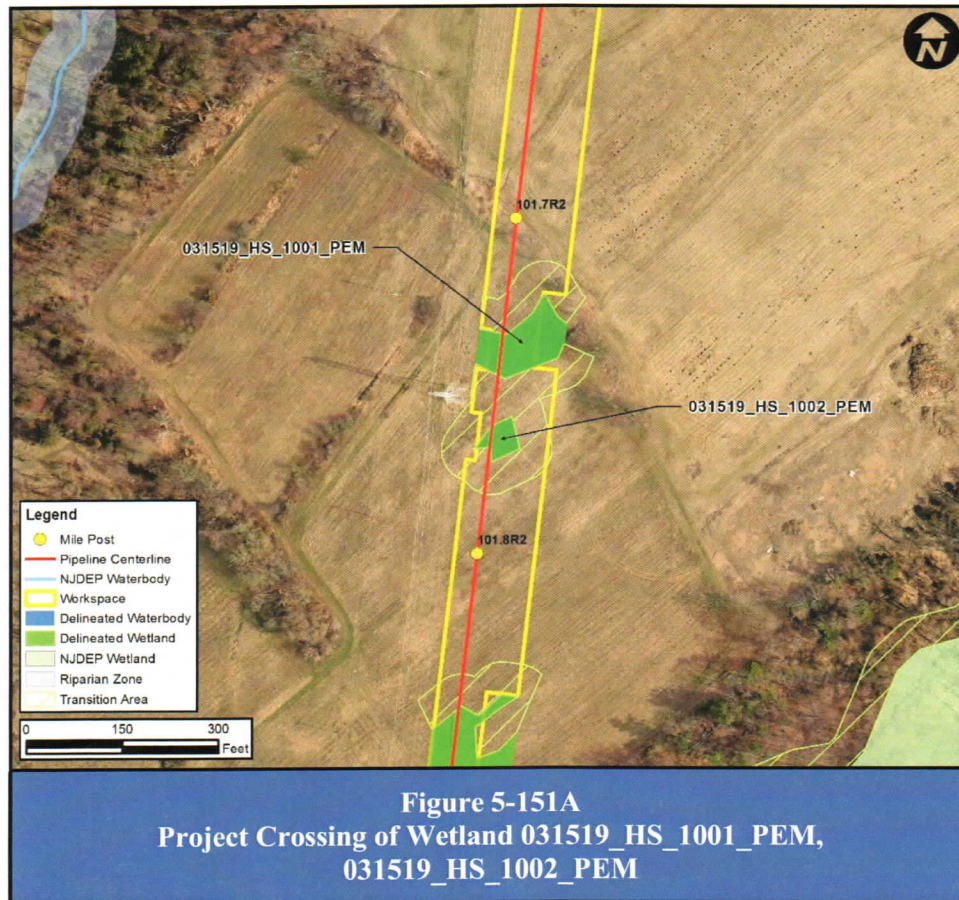 N
101.7R2
031519_HS_1001_PEM
031519_HS_1002_PEM
101.8R2
Legend
Mile Post
Pipeline Centerline
NJDEP Waterbody
Workspace
Delineated Waterbody
Delineated Wetland
NJDEP Wetland
Riparian Zone
Transition Area
0 150 300
Feet
Figure 5-151A
Project Crossing of Wetland 031519_HS_1001_PEM,
031519_HS_1002_PEM